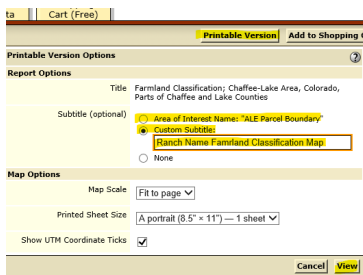 ta
Cart (Free)
Printable Version Add to Shopping
Printable Version Options
Report Options
Title Farmland Classification; Chaffee-Lake Area, Colorado,
Parts of Chaffee and Lake Counties
Subtitle (optional)
Area of Interest Name: "ALE Parcel Boundary"
Custom Subtitle:
Ranch Name Famrland Classification Map
None
Map Options
Map Scale Fit to page
Printed Sheet Size A portrait (8.5" × 11") — 1 sheet
Show UTM Coordinate Ticks
Cancel View